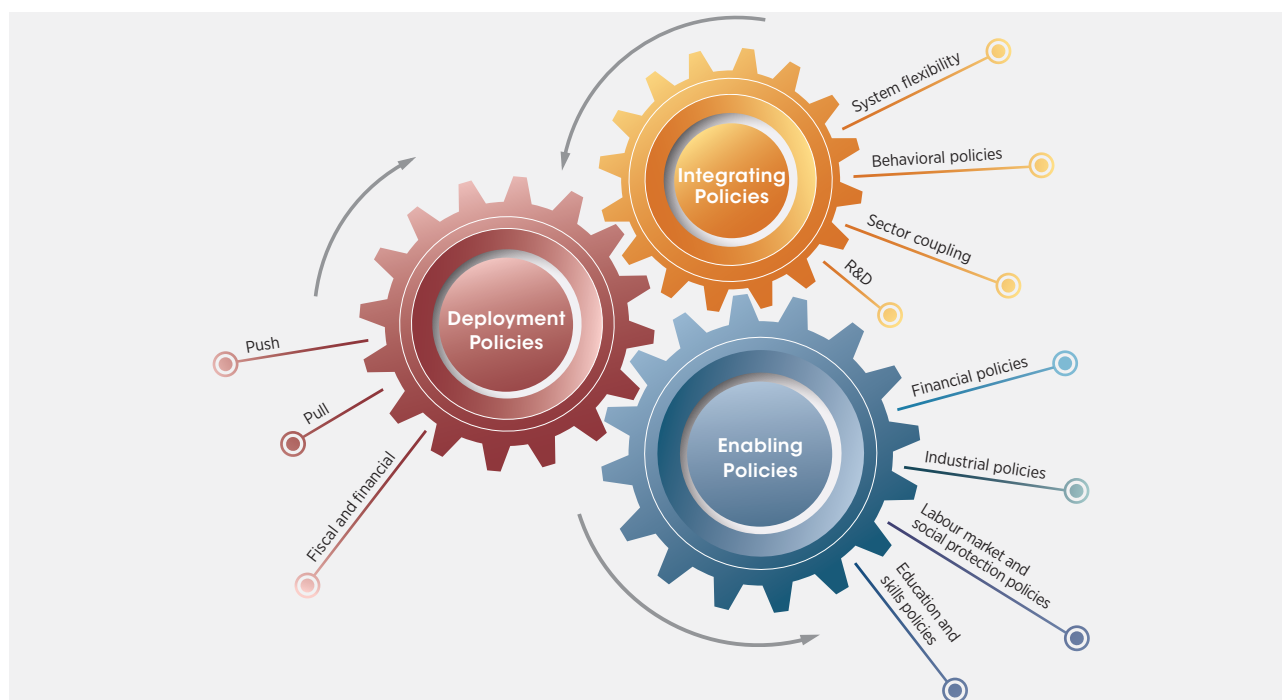 System flexibility
Behavioral policies
Integrating
Policies
Sector coupling
R&D
Deployment
Policies
Push
Pull
Fiscal and financial
Enabling
Policies
Financial policies
Industrial policies
Labour market and
social protection policies
Education and
skills policies